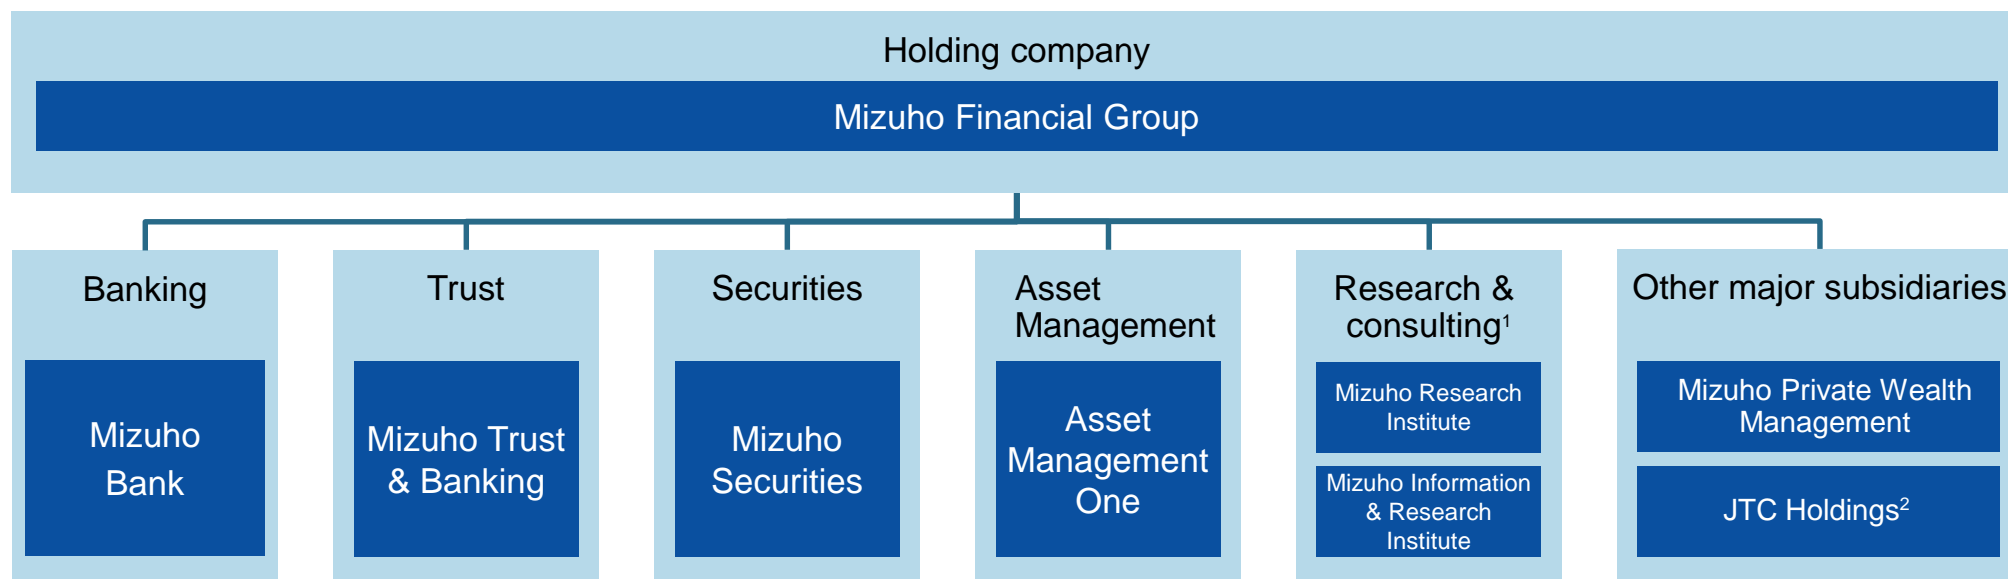 Holding company
Mizuho Financial Group
Banking
Mizuho
Bank
Trust
Mizuho Trust
& Banking
Securities
Mizuho
Securities
Asset
Management
Asset
Management
One
Research &
consulting¹
Mizuho Research
Institute
Mizuho Information
& Research
Institute
Other major subsidiaries
Mizuho Private Wealth
Management
JTC Holdings²